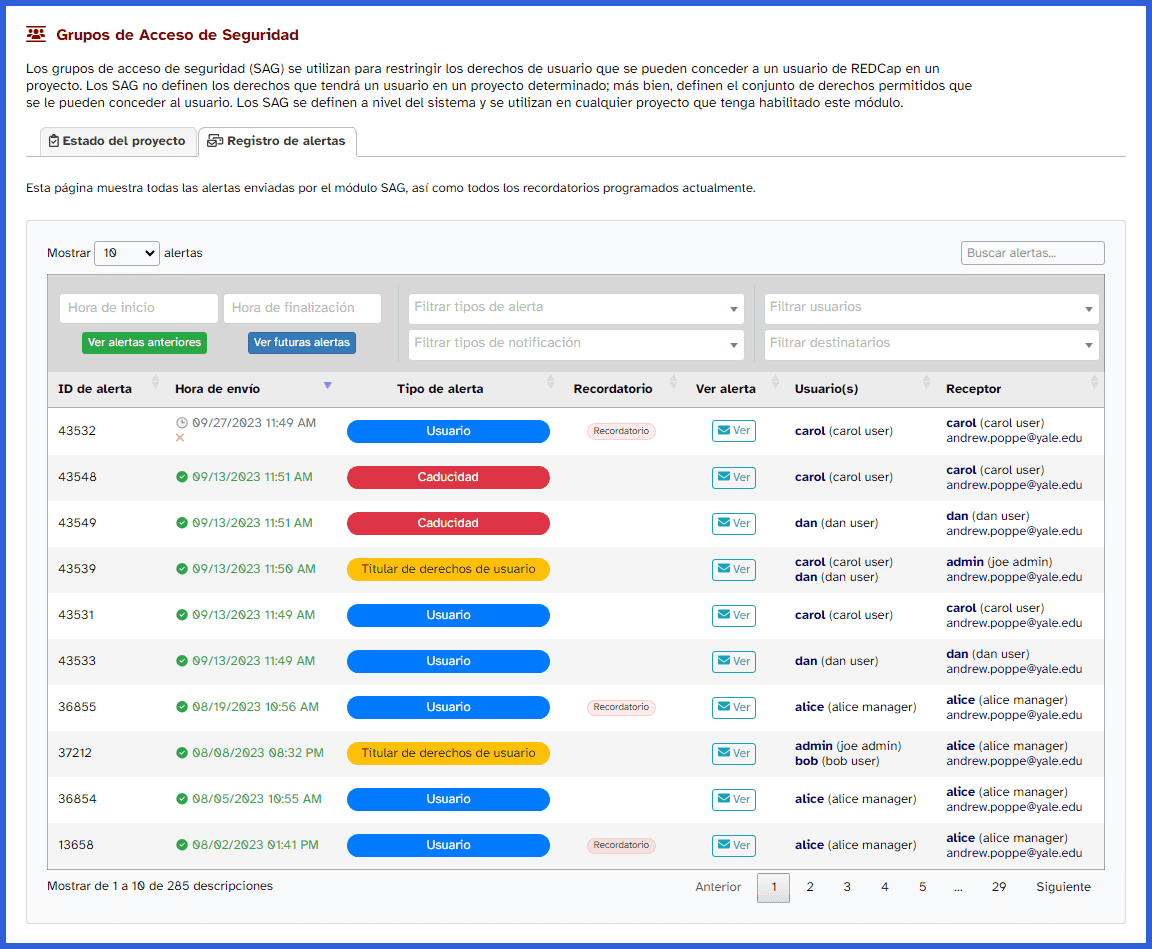 Grupos de Acceso de Seguridad
Los grupos de acceso de seguridad (SAG) se utilizan para restringir los derechos de usuario que se pueden conceder a un usuario de REDCap en un
proyecto. Los SAG no definen los derechos que tendrá un usuario en un proyecto determinado; más bien, definen el conjunto de derechos permitidos que
se le pueden conceder al usuario. Los SAG se definen a nivel del sistema y se utilizan en cualquier proyecto que tenga habilitado este módulo.
Estado del proyecto Registro de alertas
Esta página muestra todas las alertas enviadas por el módulo SAG, así como todos los recordatorios programados actualmente.
Mostrar 10 alertas Buscar alertas...
Hora de inicio Hora de finalización Filtrar tipos de alerta Filtrar usuarios
Ver alertas anteriores Ver futuras alertas Filtrar tipos de notificación Filtrar destinatarios
ID de alerta Hora de envío Tipo de alerta Recordatorio Ver alerta Usuario(s) Receptor
43532 09/27/2023 11:49 AM Usuario Recordatorio Ver carol (carol user) carol (carol user)
andrew.poppe@yale.edu
43548 09/13/2023 11:51 AM Caducidad Ver carol (carol user) carol (carol user)
andrew.poppe@yale.edu
43549 09/13/2023 11:51 AM Caducidad Ver dan (dan user) dan (dan user)
andrew.poppe@yale.edu
43539 09/13/2023 11:50 AM Titular de derechos de usuario Ver carol (carol user) admin (joe admin)
dan (dan user) andrew.poppe@yale.edu
43531 09/13/2023 11:49 AM Usuario Ver carol (carol user) carol (carol user)
andrew.poppe@yale.edu
43533 09/13/2023 11:49 AM Usuario Ver dan (dan user) dan (dan user)
andrew.poppe@yale.edu
36855 08/19/2023 10:56 AM Usuario Recordatorio Ver alice (alice manager) alice (alice manager)
andrew.poppe@yale.edu
37212 08/08/2023 08:32 PM Titular de derechos de usuario Ver admin (joe admin) alice (alice manager)
bob (bob user) andrew.poppe@yale.edu
36854 08/05/2023 10:55 AM Usuario Ver alice (alice manager) alice (alice manager)
andrew.poppe@yale.edu
13658 08/02/2023 01:41 PM Usuario Recordatorio Ver alice (alice manager) alice (alice manager)
andrew.poppe@yale.edu
Mostrar de 1 a 10 de 285 descripciones Anterior 1 2 3 4 5 ... 29 Siguiente